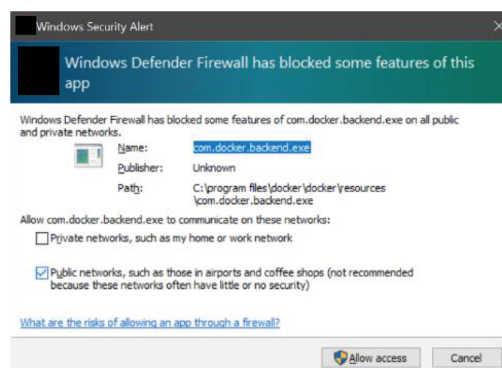 Windows Security Alert
Windows Defender Firewall has blocked some features of this
app
Windows Defender Firewall has blocked some features of com.docker.backend.exe on all public
and private networks.
Name: com.docker.backend.exe
Publisher: Unknown
Path: C:\program files\docker\docker\resources
\com.docker.backend.exe
Allow com.docker.backend.exe to communicate on these networks:
Private networks, such as my home or work network
Public networks, such as those in airports and coffee shops (not recommended
because these networks often have little or no security)
What are the risks of allowing an app through a firewall?
Allow access Cancel